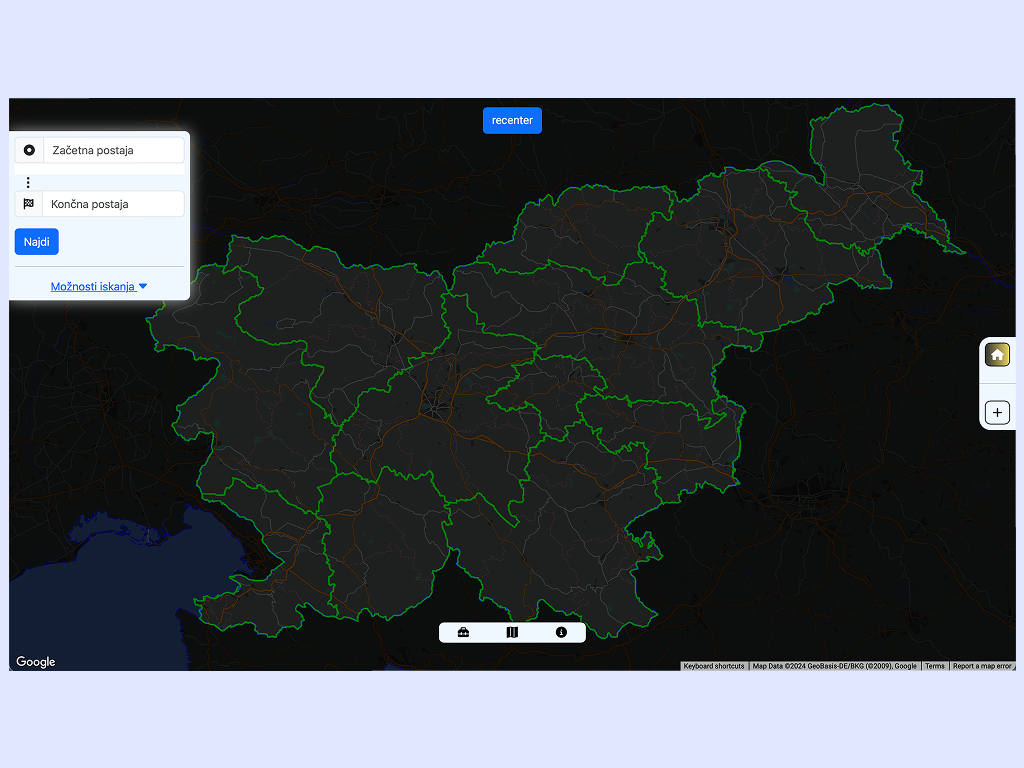 recenter
Začetna postaja
Končna postaja
Najdi
Možnosti iskanja
Google
Keyboard shortcuts
Map Data ©2024 GeoBasis-DE/BKG (©2009), Google
Terms
Report a map error